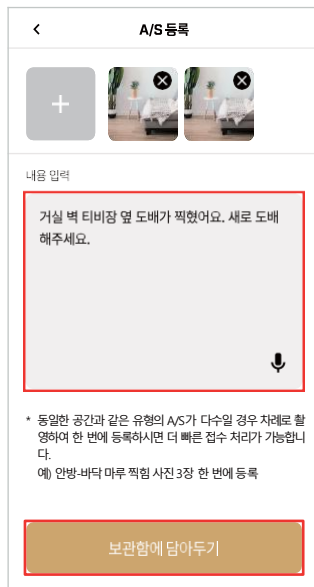 A/S 등록
내용 입력
거실 벽 티비장 옆 도배가 찍혔어요. 새로 도배
해주세요.
* 동일한 공간과 같은 유형의 A/S가 다수일 경우 차례로 촬
영하여 한 번에 등록하시면 더 빠른 접수 처리가 가능합니
다.
예) 안방-바닥 마루 찍힘 사진 3장 한 번에 등록
보관함에 담아두기